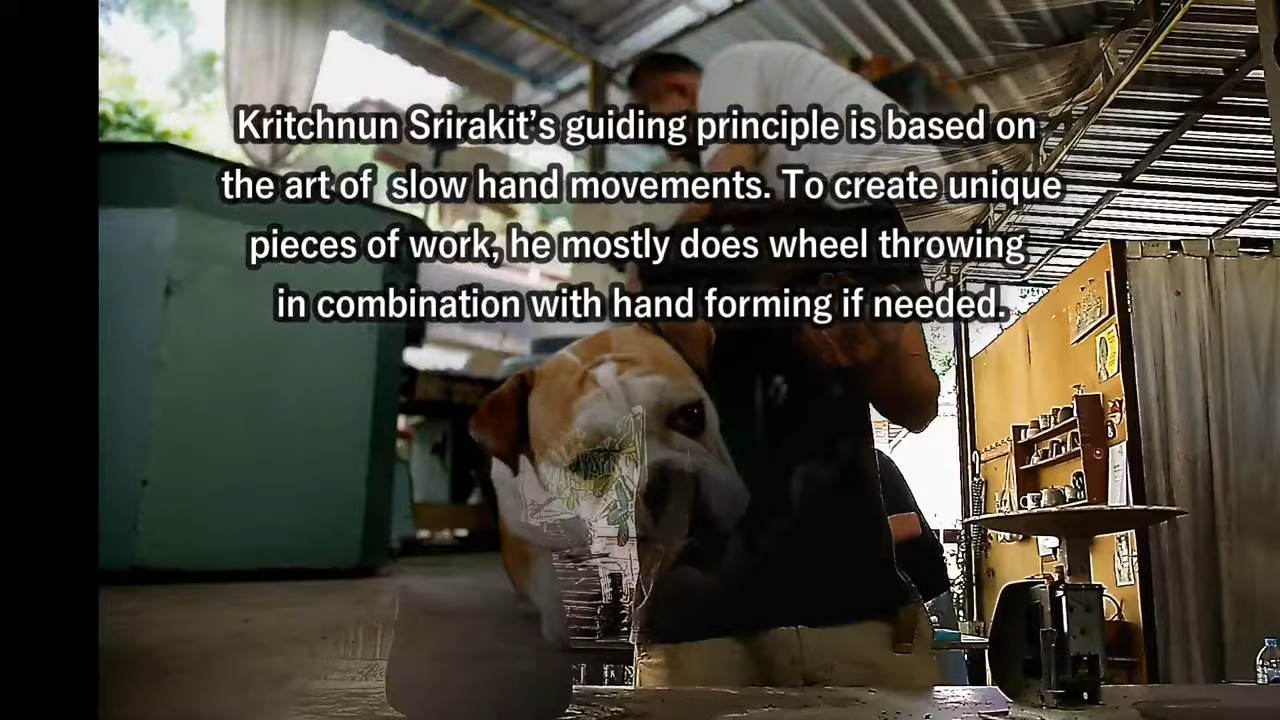 Kritchnun Srirakit’s guiding principle is based on
the art of slow hand movements. To create unique
pieces of work, he mostly does wheel throwing
in combination with hand forming if needed.